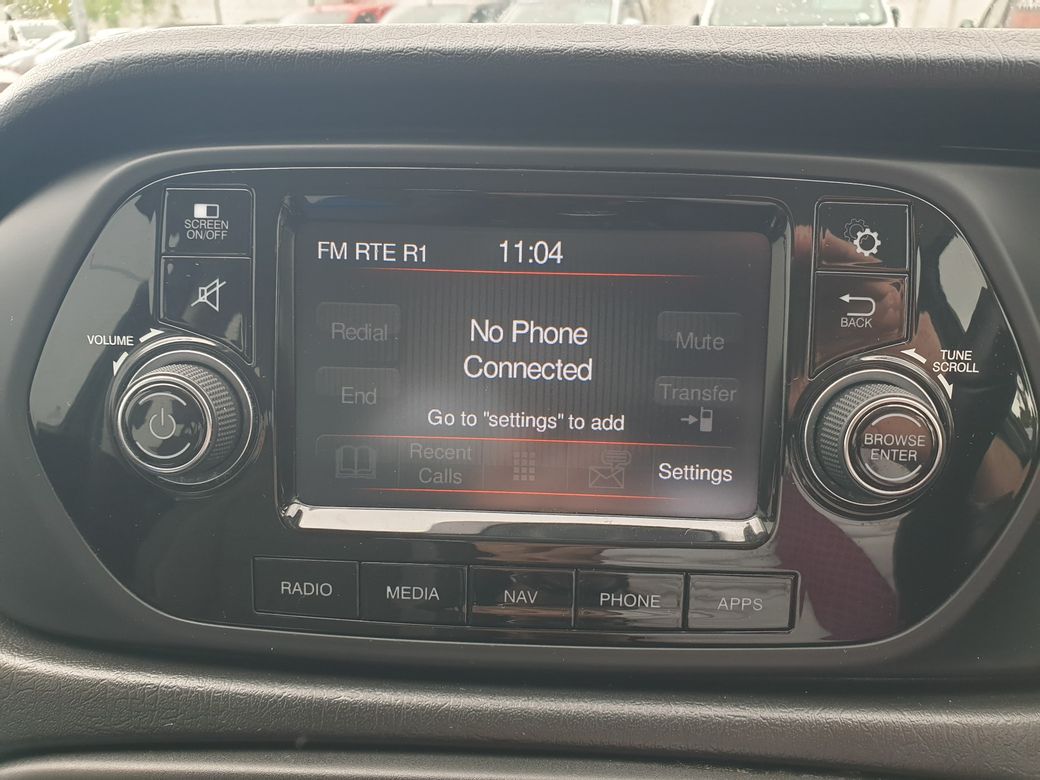 SCREEN
ON/OFF
FM RTE R1
11:04
BACK
VOLUME
TUNE
SCROLL
Redial
No Phone
Connected
Mute
End
Transfer
Go to "settings" to add
BROWSE
ENTER
Recent
Calls
Settings
RADIO
MEDIA
NAV
PHONE
APPS